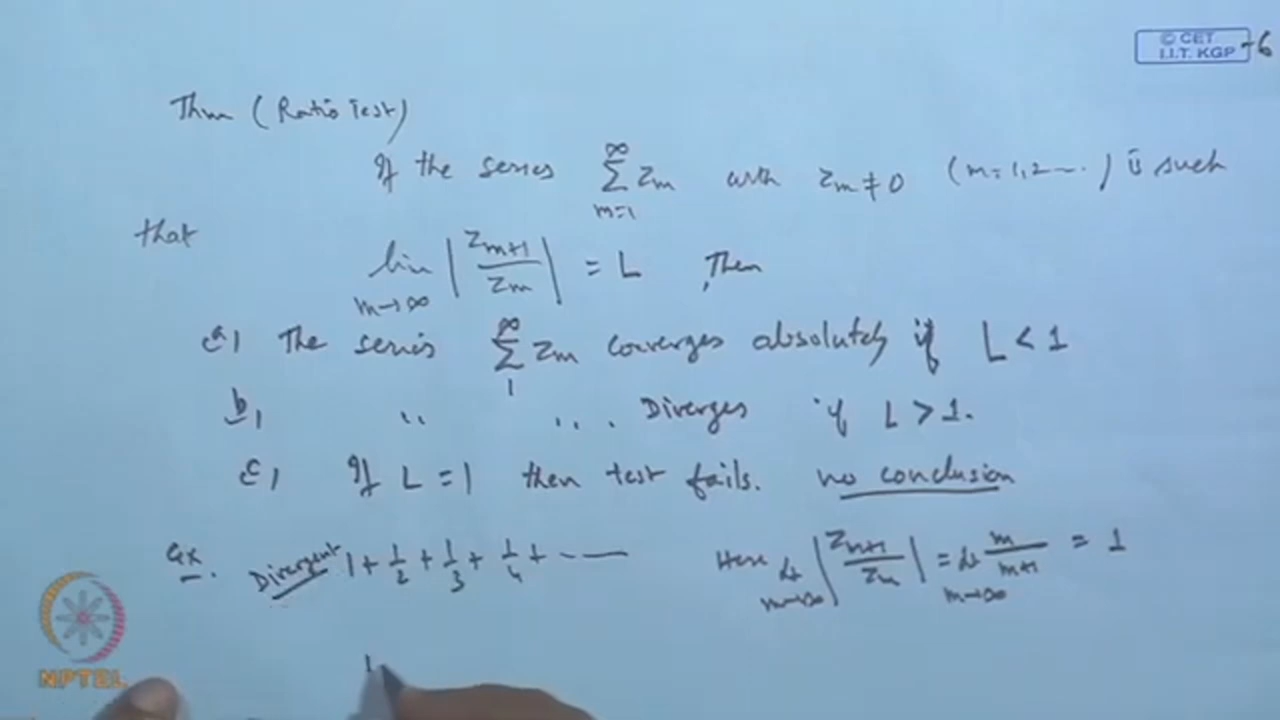 © CET
I.I.T. KGP -6
Thm (Ratio Test)
If the series ∑_{m=1}^{∞} z_m with z_m ≠ 0 (m=1,2....) is such
that
lim_{m→∞} | z_{m+1} / z_m | = L , Then
a, The series ∑_{1}^{∞} z_m converges absolutely if L < 1
b, " " .. . Diverges if L > 1.
c, If L = 1 then test fails. no conclusion
Ex. Divergent 1 + 1/2 + 1/3 + 1/4 + -- — Here Lt_{m→∞} | z_{m+1} / z_m | = Lt_{m→∞} m / m+1 = 1
1
NPTEL